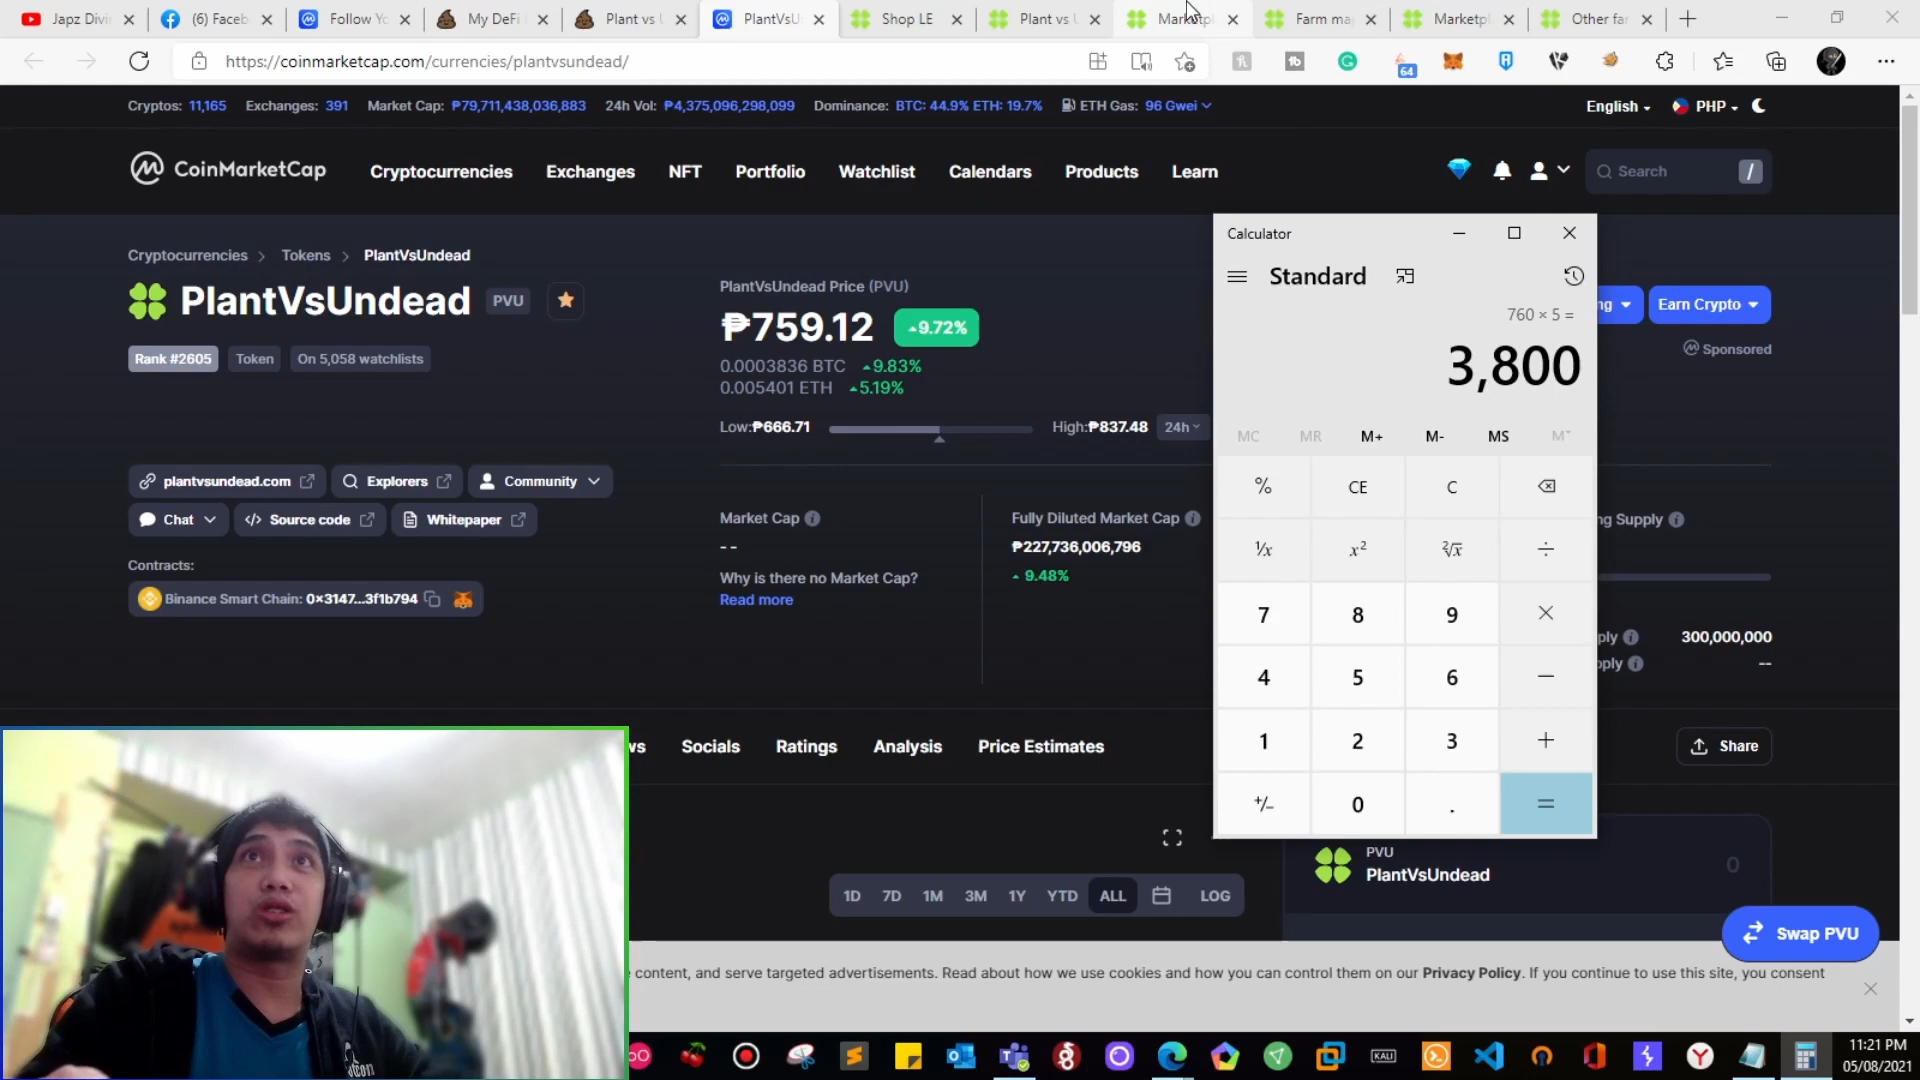 Japz Divin
(6) Faceb
Follow Yo
My DeFi
Plant vs U
PlantVsU
Shop LE
Plant vs U
Marketpl
Farm ma
Marketpl
Other far
https://coinmarketcap.com/currencies/plantvsundead/
64
Cryptos: 11,165 Exchanges: 391 Market Cap: ₱79,711,438,036,883 24h Vol: ₱4,375,096,298,099 Dominance: BTC: 44.9% ETH: 19.7% ETH Gas: 96 Gwei
English PHP
CoinMarketCap Cryptocurrencies Exchanges NFT Portfolio Watchlist Calendars Products Learn
Search /
Cryptocurrencies > Tokens > PlantVsUndead
PlantVsUndead PVU
Rank #2605 Token On 5,058 watchlists
plantvsundead.com Explorers Community
Chat Source code Whitepaper
Contracts:
Binance Smart Chain: 0x3147...3f1b794
PlantVsUndead Price (PVU)
₱759.12 9.72%
0.0003836 BTC 9.83%
0.005401 ETH 5.19%
Low:₱666.71 High:₱837.48 24h
Market Cap
- -
Why is there no Market Cap?
Read more
Fully Diluted Market Cap
₱227,736,006,796
9.48%
ng Earn Crypto
Sponsored
ng Supply
ply 300,000,000
pply --
Calculator
Standard
760 × 5 =
3,800
MC MR M+ M- MS M˅
% CE C
¹/x x² ²√x ÷
7 8 9 ×
4 5 6 −
1 2 3 +
+/− 0 . =
ws Socials Ratings Analysis Price Estimates
Share
1D 7D 1M 3M 1Y YTD ALL LOG
PVU
PlantVsUndead
0
Swap PVU
content, and serve targeted advertisements. Read about how we use cookies and how you can control them on our Privacy Policy. If you continue to use this site, you consent
KALI
11:21 PM
05/08/2021